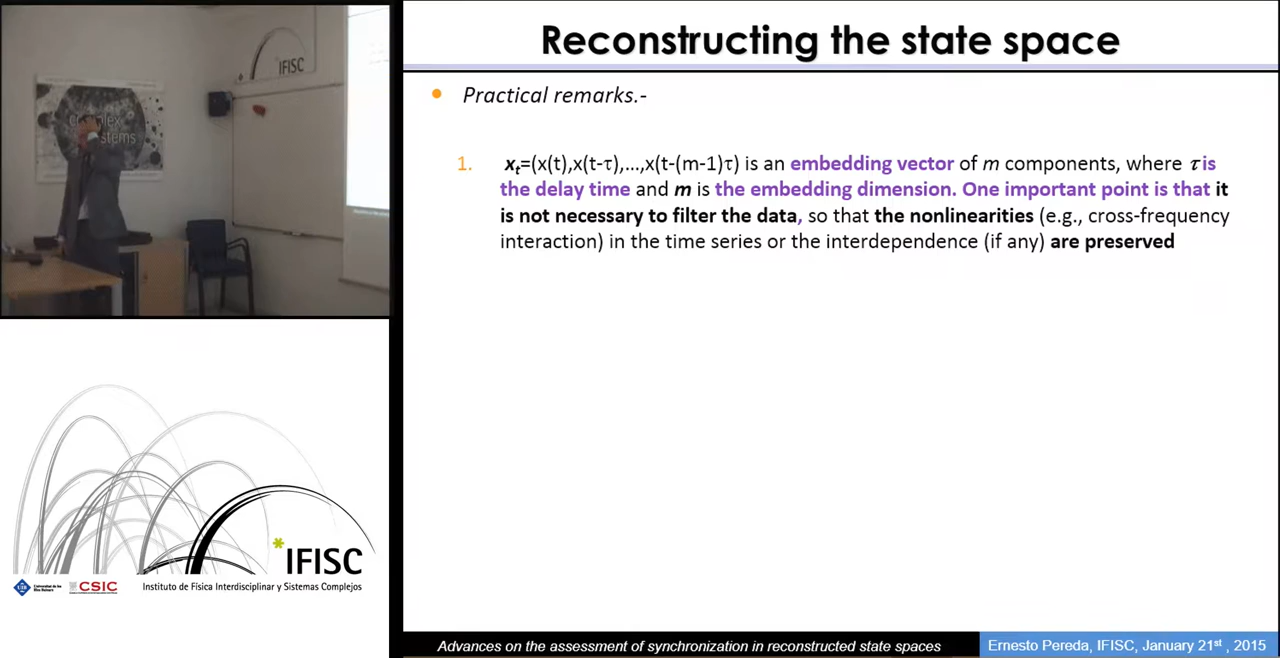 Reconstructing the state space
Practical remarks.-
1. xt=(x(t),x(t-τ),...,x(t-(m-1)τ) is an embedding vector of m components, where τ is
the delay time and m is the embedding dimension. One important point is that it
is not necessary to filter the data, so that the nonlinearities (e.g., cross-frequency
interaction) in the time series or the interdependence (if any) are preserved
IFISC
IFISC
CSIC
Instituto de Física Interdisciplinar y Sistemas Complejos
Advances on the assessment of synchronization in reconstructed state spaces
Ernesto Pereda, IFISC, January 21st , 2015